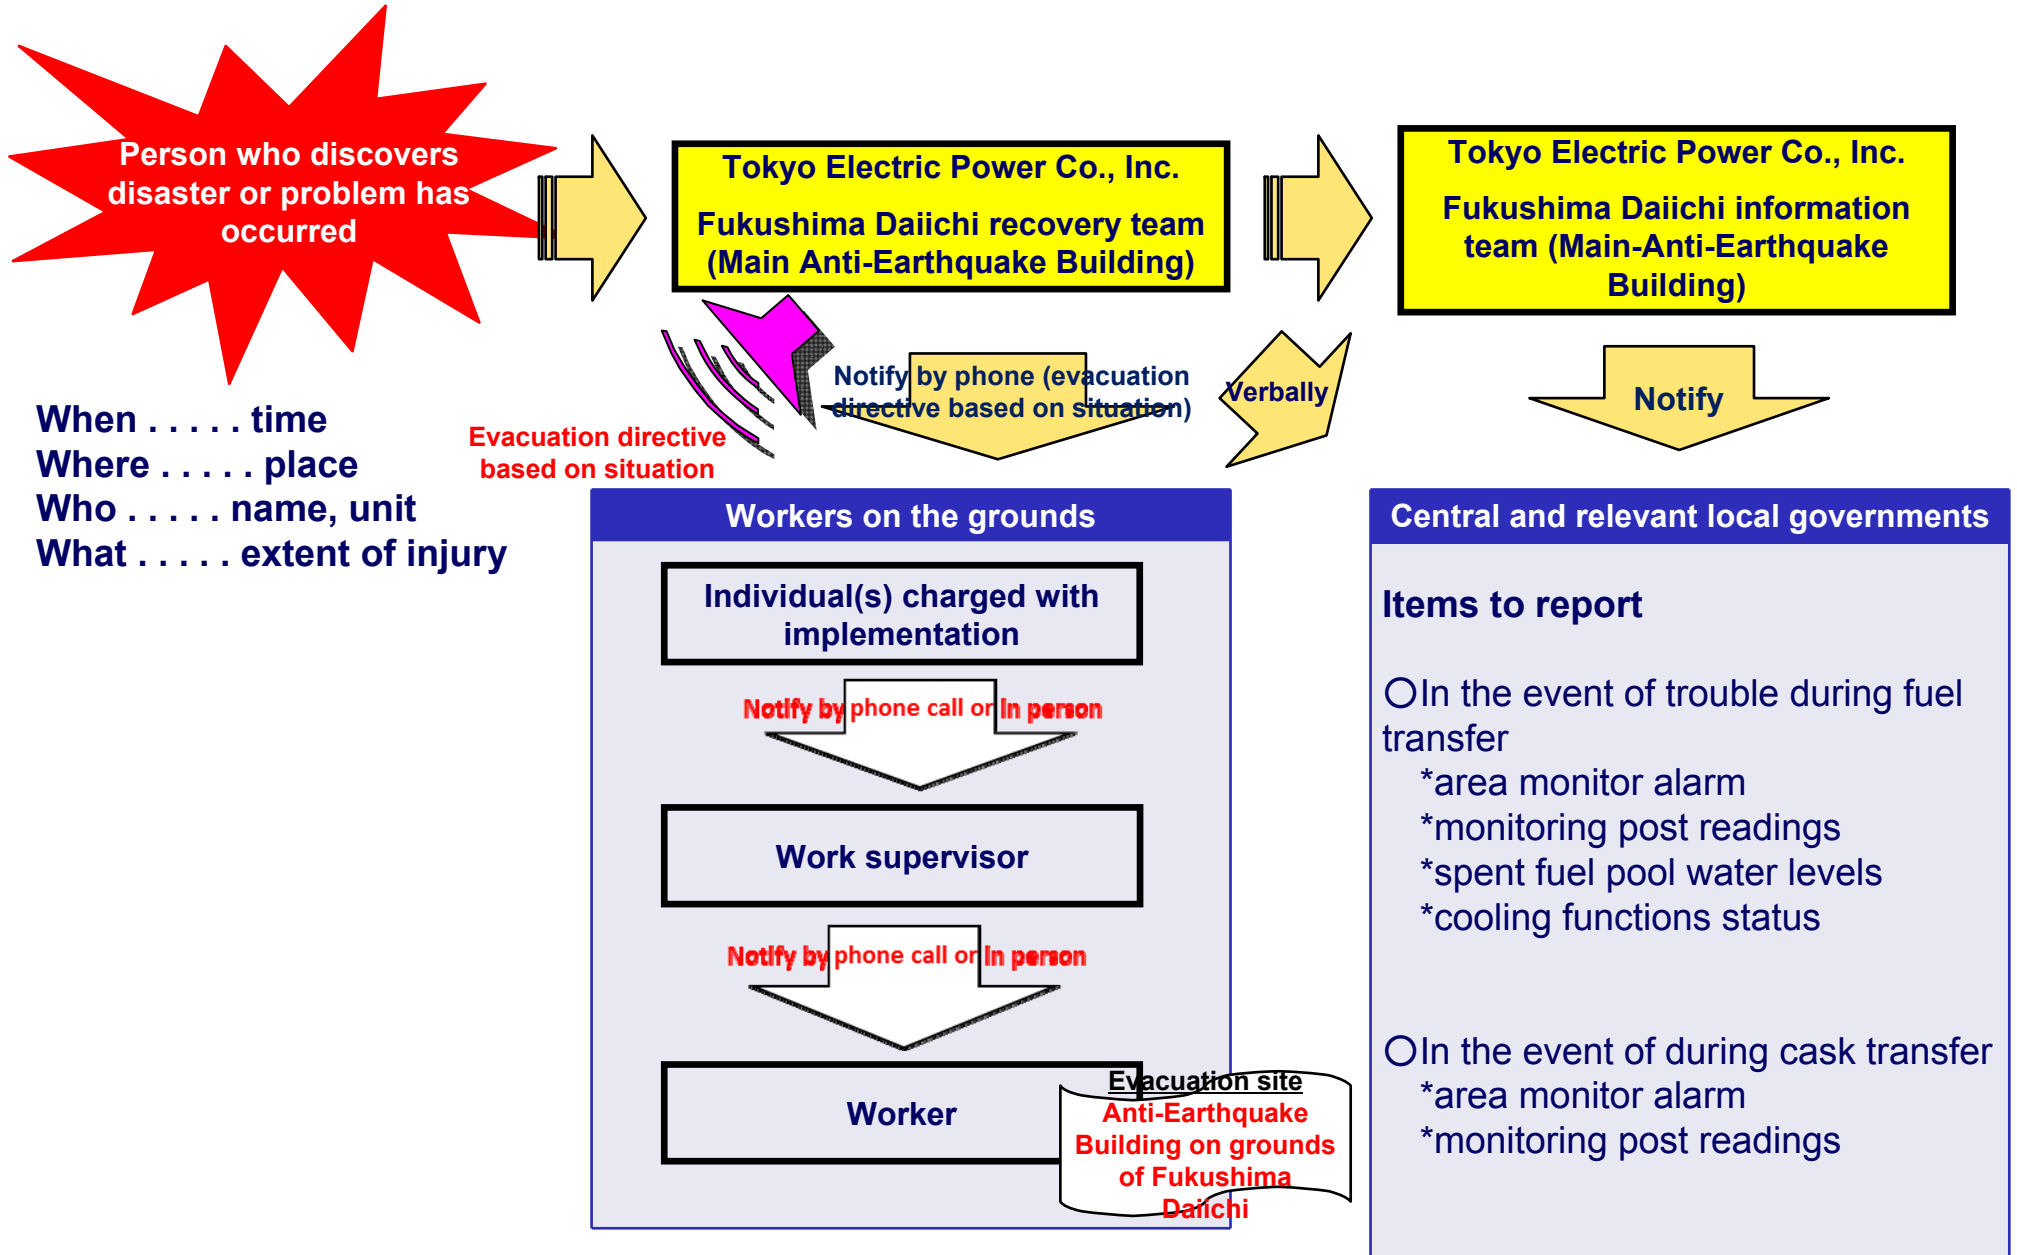 Person who discovers
disaster or problem has
occurred
Tokyo Electric Power Co., Inc.
Fukushima Daiichi recovery team
(Main Anti-Earthquake Building)
Tokyo Electric Power Co., Inc.
Fukushima Daiichi information
team (Main-Anti-Earthquake
Building)
When . . . . . time
Where . . . . . place
Who . . . . . name, unit
What . . . . . extent of injury
Evacuation directive
based on situation
Notify by phone (evacuation
directive based on situation)
Verbally
Notify
Workers on the grounds
Individual(s) charged with
implementation
Notify by phone call or in person
Work supervisor
Notify by phone call or in person
Worker
Evacuation site
Anti-Earthquake
Building on grounds
of Fukushima
Daiichi
Central and relevant local governments
Items to report
○In the event of trouble during fuel
transfer
*area monitor alarm
*monitoring post readings
*spent fuel pool water levels
*cooling functions status
○In the event of during cask transfer
*area monitor alarm
*monitoring post readings